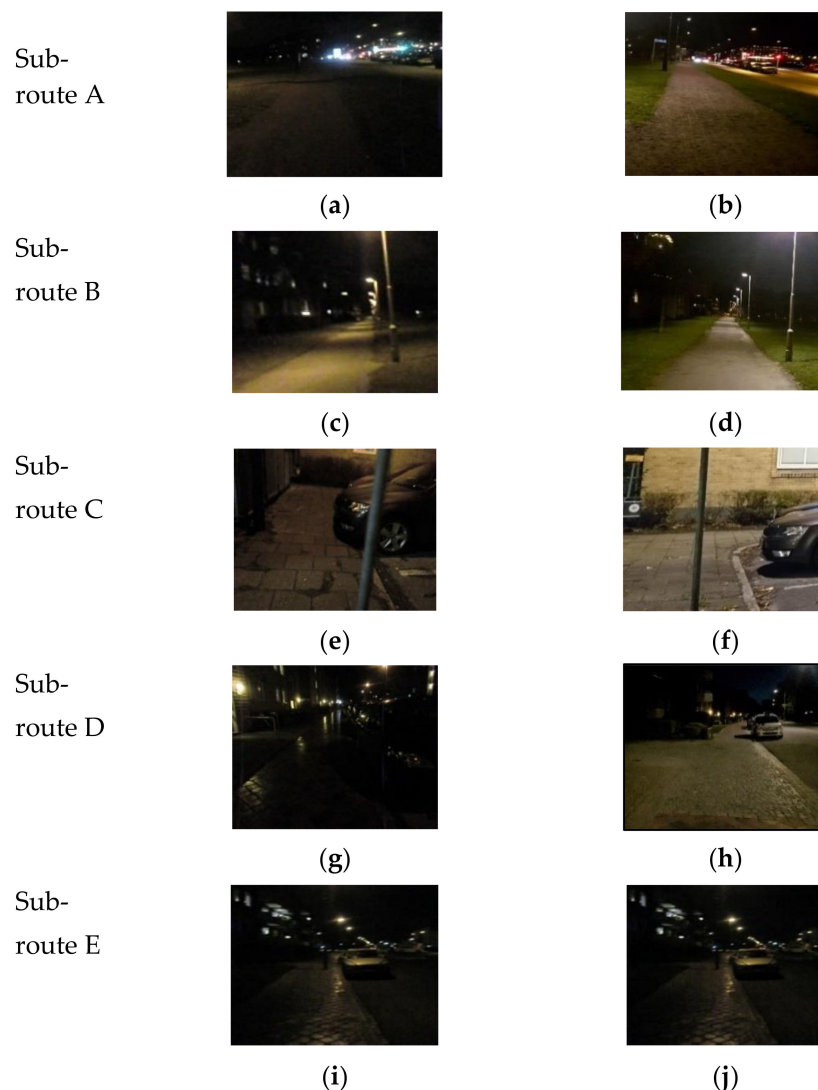 Sub-
route A
(a)
(b)
Sub-
route B
(c)
(d)
Sub-
route C
(e)
(f)
Sub-
route D
(g)
(h)
Sub-
route E
(i)
(j)